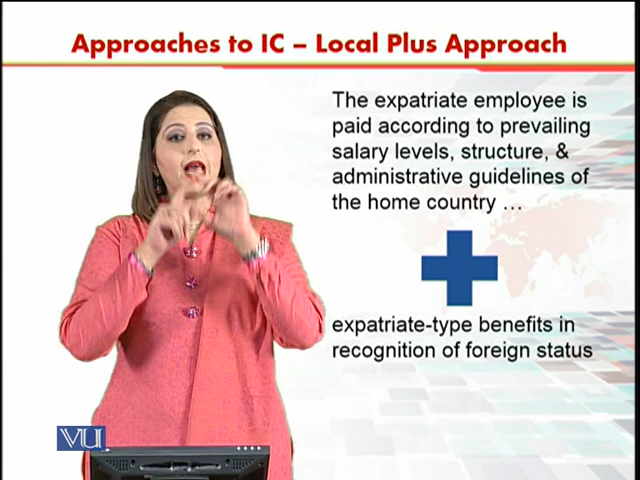 Approaches to IC – Local Plus Approach
The expatriate employee is
paid according to prevailing
salary levels, structure, &
administrative guidelines of
the home country …
expatriate-type benefits in
recognition of foreign status
VU